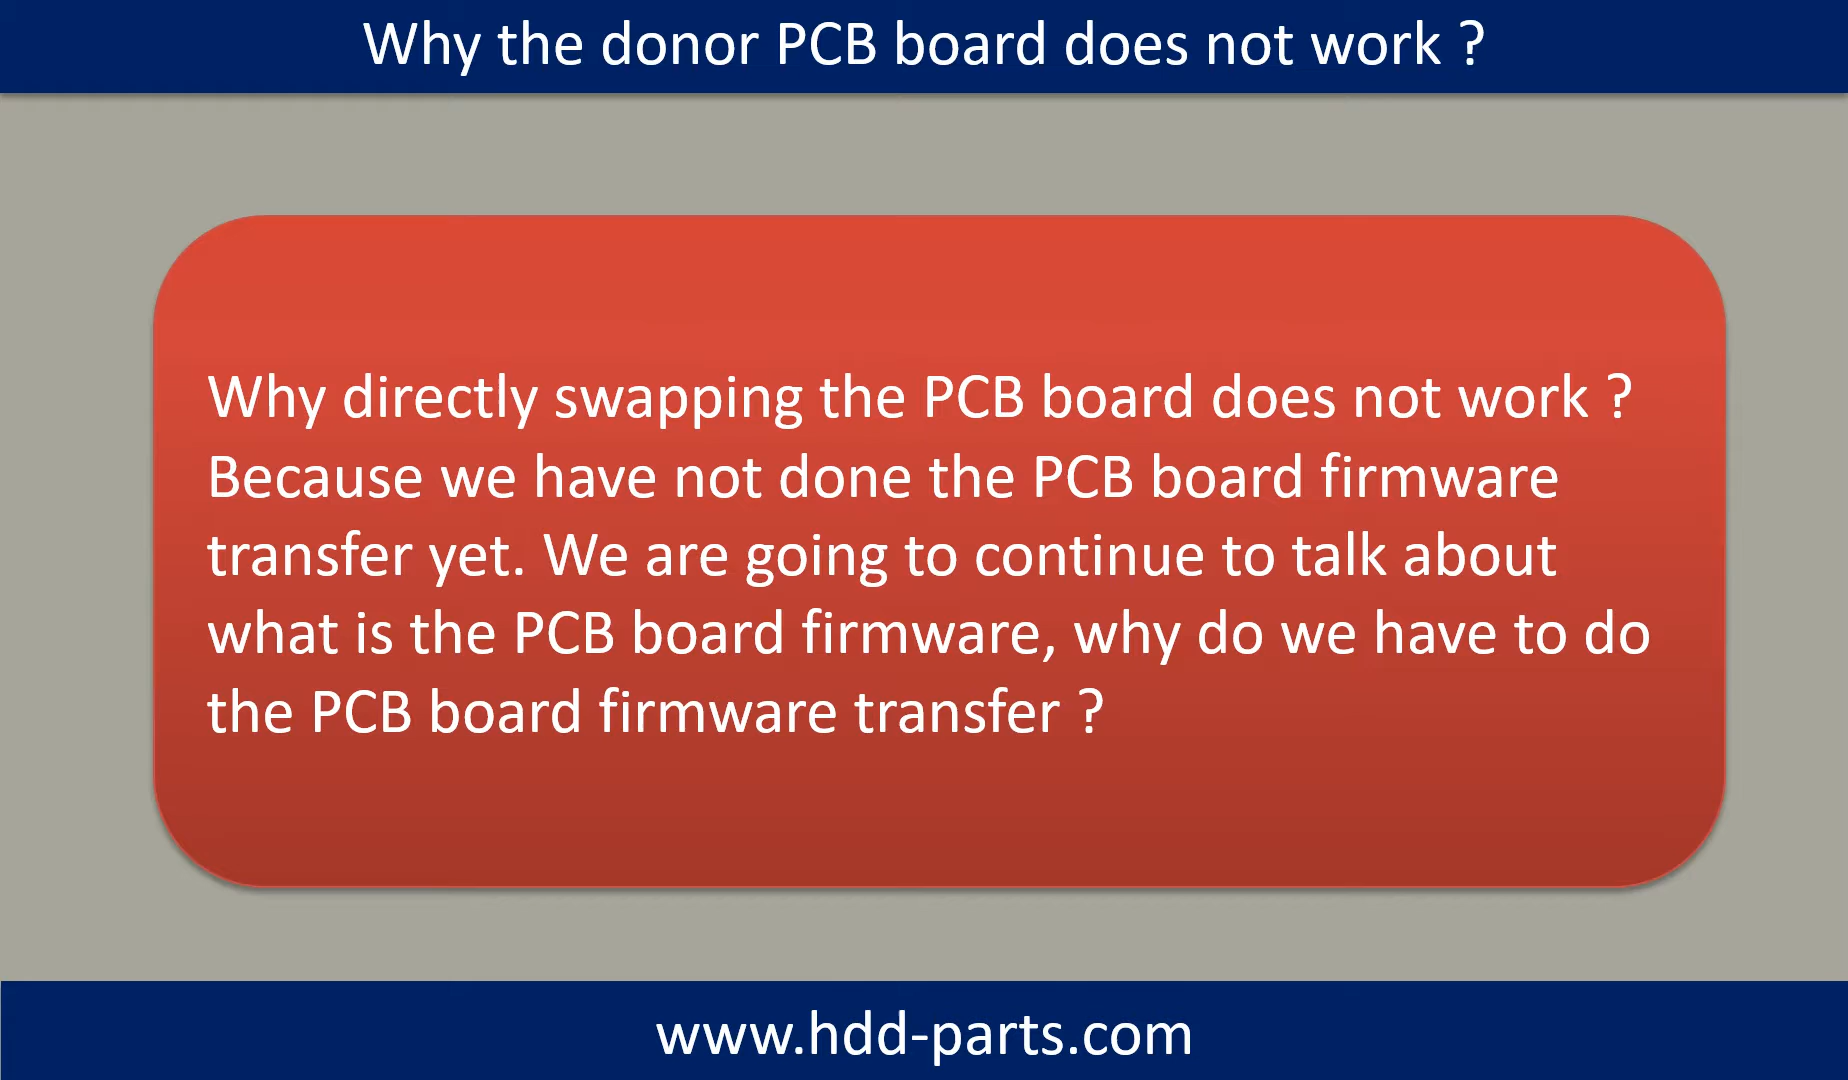 Why the donor PCB board does not work ?
Why directly swapping the PCB board does not work ?
Because we have not done the PCB board firmware
transfer yet. We are going to continue to talk about
what is the PCB board firmware, why do we have to do
the PCB board firmware transfer ?
www.hdd-parts.com